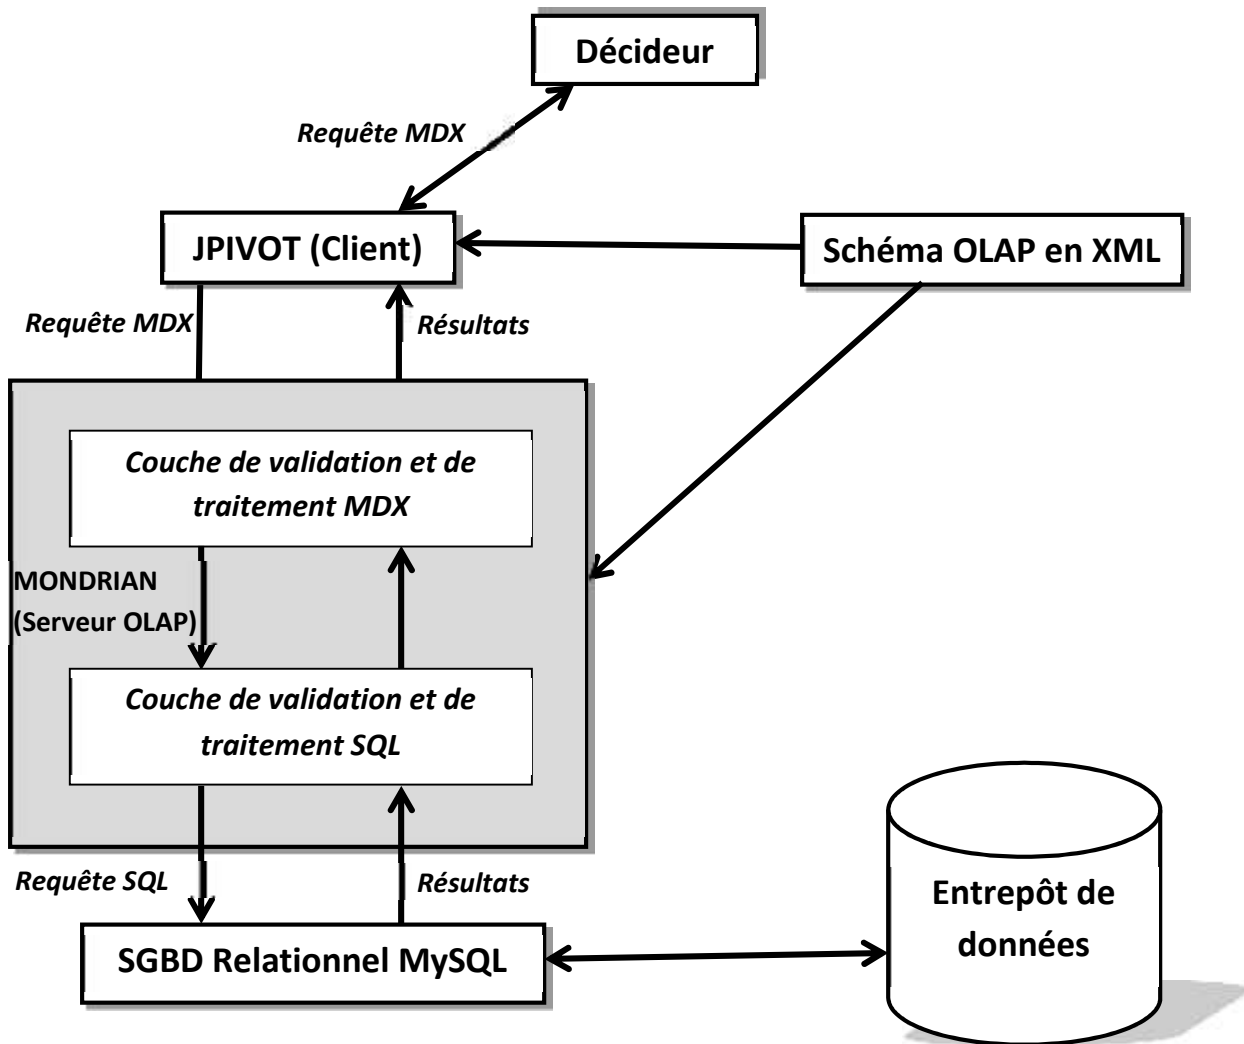 Décideur
Requête MDX
JPIVOT (Client)
Schéma OLAP en XML
Requête MDX
Résultats
Couche de validation et de
traitement MDX
MONDRIAN
(Serveur OLAP)
Couche de validation et de
traitement SQL
Requête SQL
Résultats
Entrepôt de
données
SGBD Relationnel MySQL